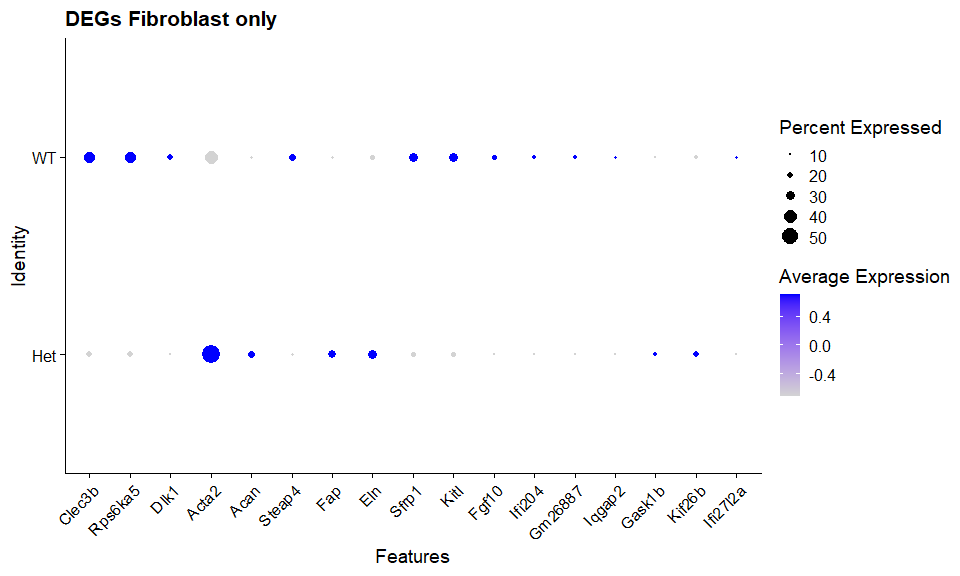 DEGs Fibroblast only
Identity
WT
Het
Clec3b
Rps6ka5
Dlk1
Acta2
Acan
Steap4
Fap
Eln
Sfrp1
Kitl
Fgf10
Ifi204
Gm26887
Iqgap2
Gask1b
Kif26b
Ifi27l2a
Features
Percent Expressed
10
20
30
40
50
Average Expression
0.4
0.0
-0.4